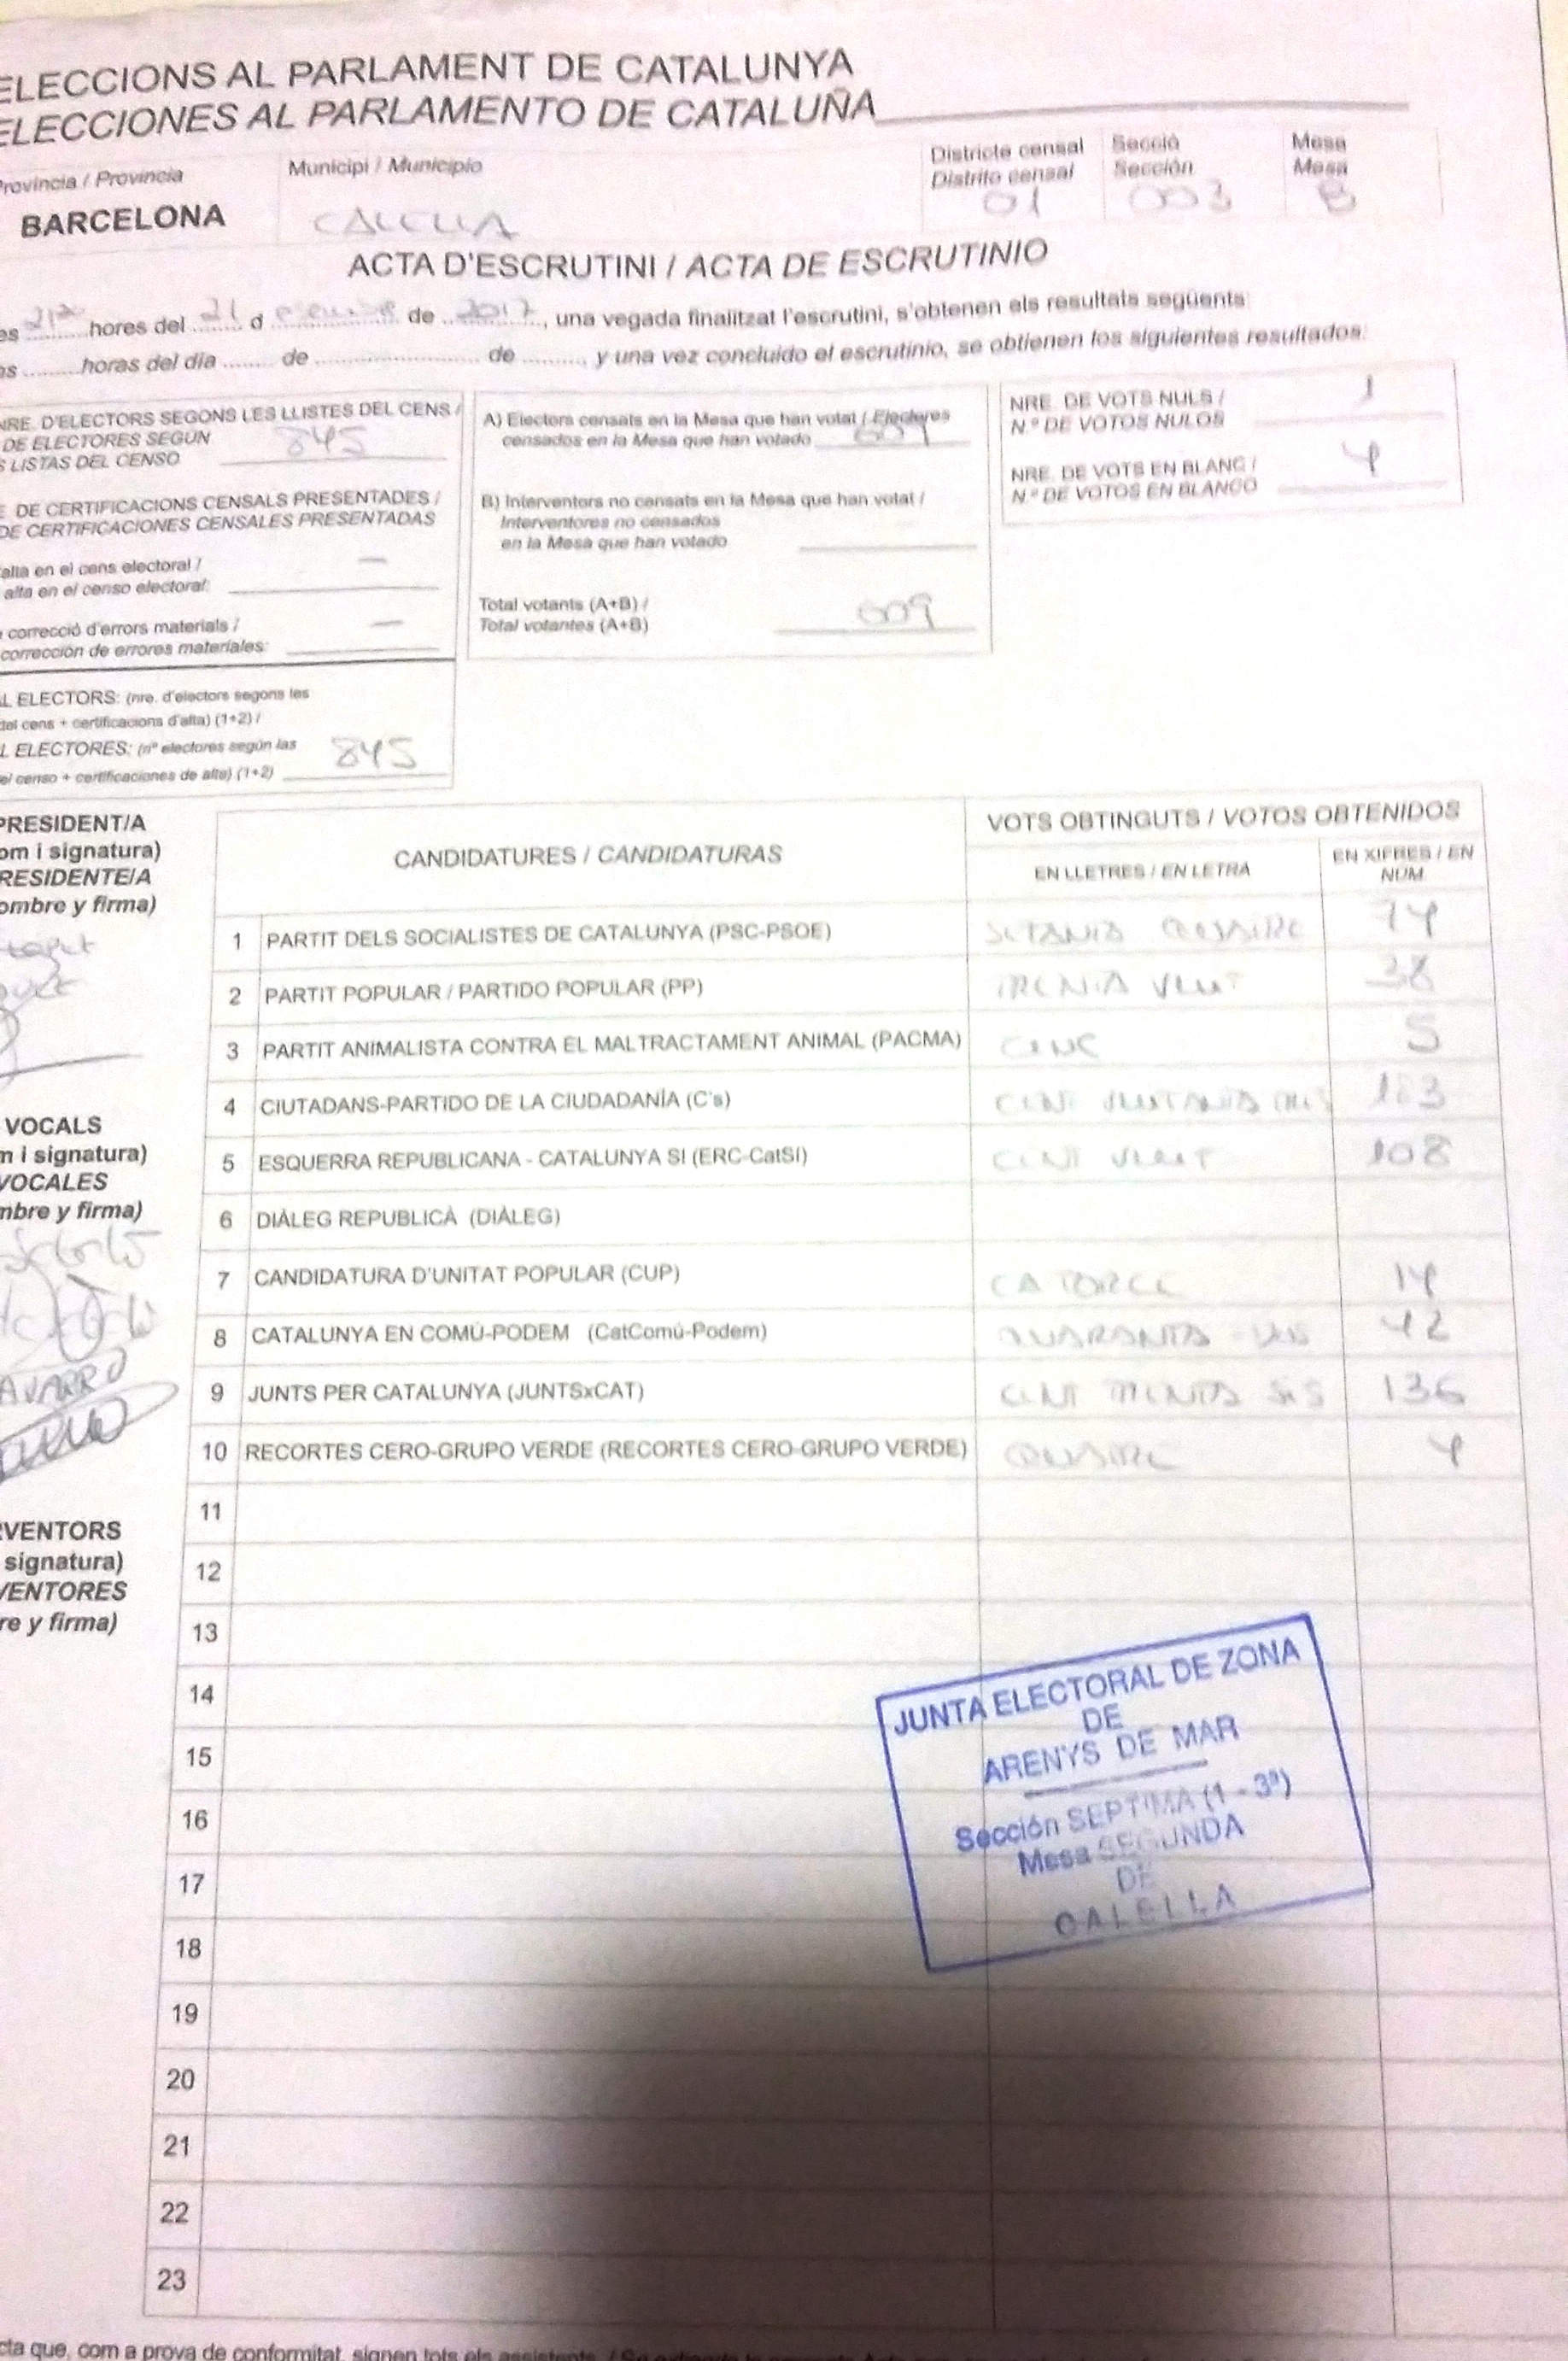 ELECCIONS AL PARLAMENT DE CATALUNYA
ELECCIONES AL PARLAMENTO DE CATALUÑA
Provincia / Provincia
Municipi / Municipio
Districte censal
Distrito censal
Secció
Sección
Mesa
Mesa
BARCELONA
CALELLA
01
003
B
ACTA D'ESCRUTINI / ACTA DE ESCRUTINIO
es hores del 21 d de 2017, una vegada finalitzat l'escrutini, s'obtenen els resultats següents:
as horas del día de de , y una vez concluido el escrutinio, se obtienen los siguientes resultados:
NRE. D'ELECTORS SEGONS LES LLISTES DEL CENS /
DE ELECTORES SEGÚN
S LISTAS DEL CENSO
845
DE CERTIFICACIONS CENSALS PRESENTADES /
DE CERTIFICACIONES CENSALES PRESENTADAS
alta en el cens electoral /
alta en el censo electoral:
—
correcció d'errors materials /
corrección de errores materiales:
—
L ELECTORS: (nre. d'electors segons les
del cens + certificacions d'alta) (1+2) /
L ELECTORES: (nº electores según las
el censo + certificaciones de alta) (1+2)
845
A) Electors censats en la Mesa que han votat / Electores
censados en la Mesa que han votado
609
B) Interventors no censats en la Mesa que han votat /
Interventores no censados
en la Mesa que han votado
Total votants (A+B) /
Total votantes (A+B)
609
NRE. DE VOTS NULS /
N.º DE VOTOS NULOS
1
NRE. DE VOTS EN BLANC /
N.º DE VOTOS EN BLANCO
4
PRESIDENT/A
om i signatura)
RESIDENTE/A
ombre y firma)
VOCALS
m i signatura)
VOCALES
mbre y firma)
AVARRO
RVENTORS
signatura)
VENTORES
re y firma)
CANDIDATURES / CANDIDATURAS
VOTS OBTINGUTS / VOTOS OBTENIDOS
EN LLETRES / EN LETRA
EN XIFRES / EN
NUM.
1 PARTIT DELS SOCIALISTES DE CATALUNYA (PSC-PSOE) SETANTA QUATRE 74
2 PARTIT POPULAR / PARTIDO POPULAR (PP) TRENTA VUIT 38
3 PARTIT ANIMALISTA CONTRA EL MALTRACTAMENT ANIMAL (PACMA) CINC 5
4 CIUTADANS-PARTIDO DE LA CIUDADANÍA (C's) CENT VUITANTA TRES 183
5 ESQUERRA REPUBLICANA - CATALUNYA SI (ERC-CatSí) CENT VUIT 108
6 DIÀLEG REPUBLICÀ (DIÀLEG)
7 CANDIDATURA D'UNITAT POPULAR (CUP) CATORCE 14
8 CATALUNYA EN COMÚ-PODEM (CatComú-Podem) QUARANTA - DOS 42
9 JUNTS PER CATALUNYA (JUNTSxCAT) CENT TRENTA SIS 136
10 RECORTES CERO-GRUPO VERDE (RECORTES CERO-GRUPO VERDE) QUATRE 4
11
12
13
14
15
16
17
18
19
20
21
22
23
JUNTA ELECTORAL DE ZONA
DE
ARENYS DE MAR
Sección SEPTIMA (1 - 3ª)
Mesa SEGUNDA
DE
CALELLA
cta que, com a prova de conformitat, signen tots els assistents. /